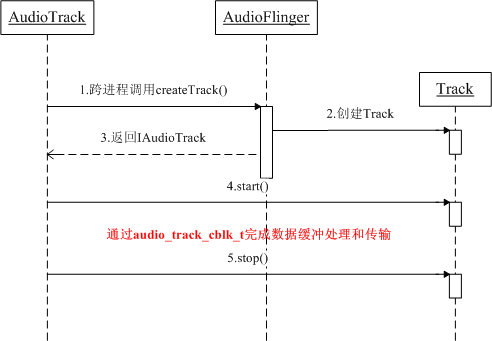 AudioTrack
AudioFlinger
Track
1.跨进程调用createTrack()
2.创建Track
3.返回IAudioTrack
4.start()
通过audio_track_cblk_t完成数据缓冲处理和传输
5.stop()